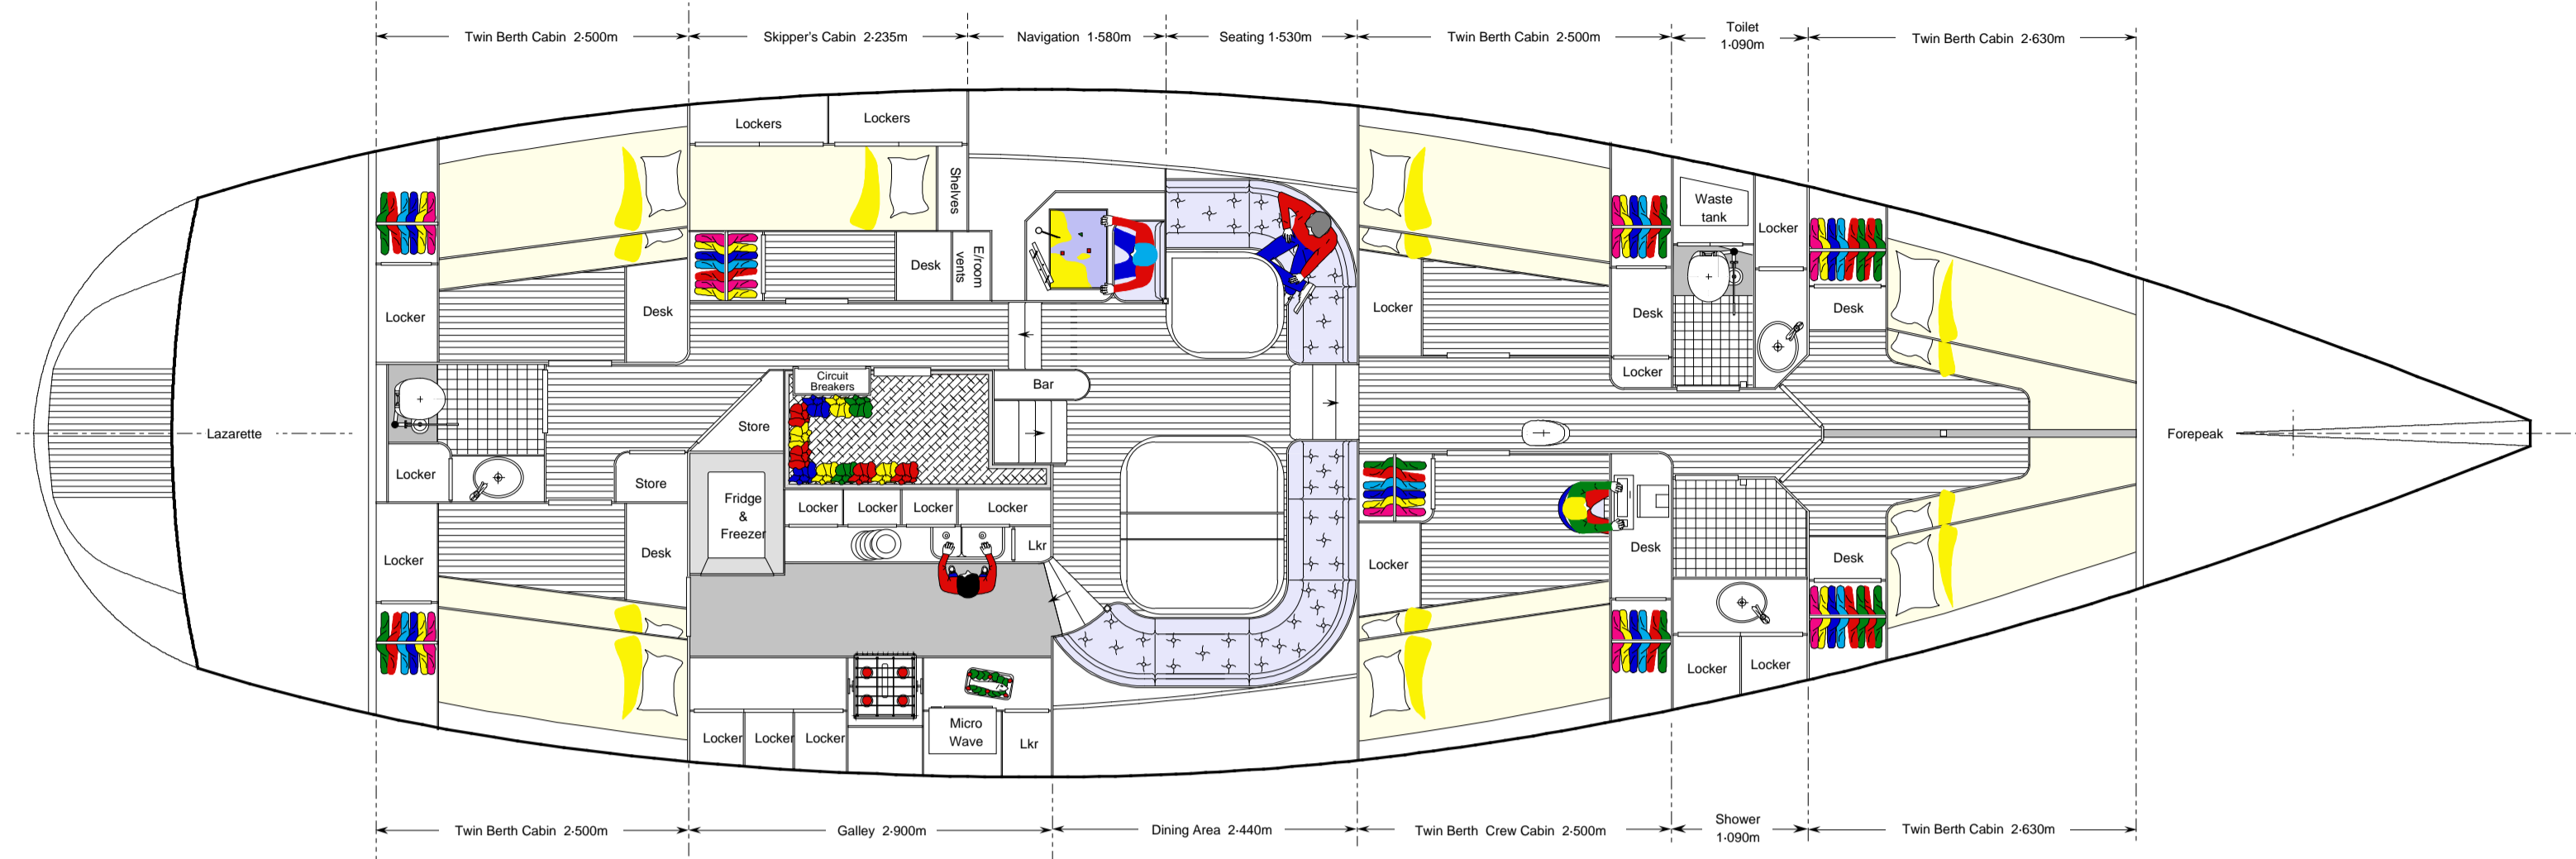 Twin Berth Cabin 2·500m
Skipper's Cabin 2·235m
Navigation 1·580m
Seating 1·530m
Twin Berth Cabin 2·500m
Toilet
1·090m
Twin Berth Cabin 2·630m
Lockers
Lockers
Shelves
Desk
E/room
vents
Locker
Desk
Waste
tank
Locker
Locker
Desk
Locker
Desk
Circuit
Breakers
Bar
Store
Lazarette
Forepeak
Locker
Store
Fridge
&
Freezer
Locker
Locker
Locker
Locker
Lkr
Locker
Desk
Locker
Desk
Desk
Locker
Locker
Locker
Locker
Locker
Micro
Wave
Lkr
Twin Berth Cabin 2·500m
Galley 2·900m
Dining Area 2·440m
Twin Berth Crew Cabin 2·500m
Shower
1·090m
Twin Berth Cabin 2·630m